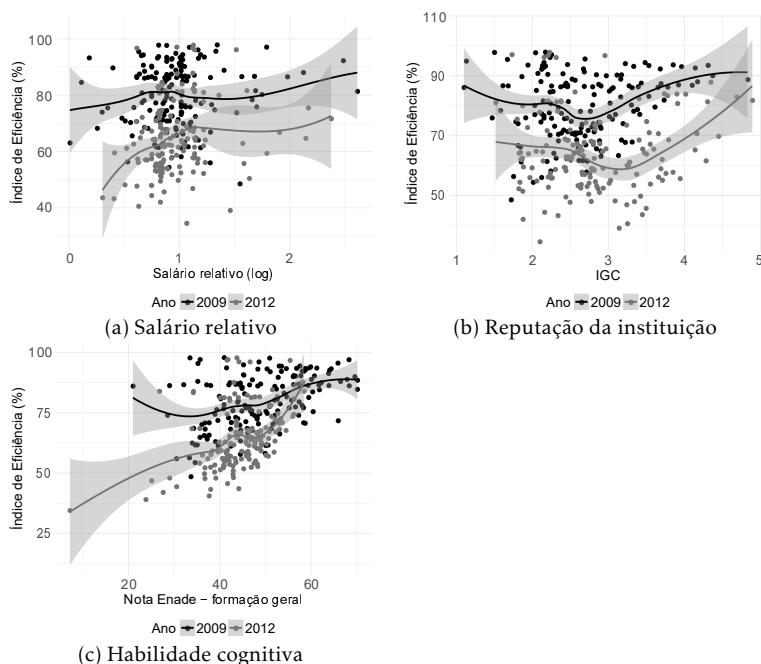 100
80
60
40
Índice de Eficiência (%)
0
1
2
Salário relativo (log)
Ano 2009 2012
(a) Salário relativo
110
90
70
50
Índice de Eficiência (%)
1
2
3
4
5
IGC
Ano 2009 2012
(b) Reputação da instituição
100
75
50
25
Índice de Eficiência (%)
20
40
60
Nota Enade − formação geral
Ano 2009 2012
(c) Habilidade cognitiva